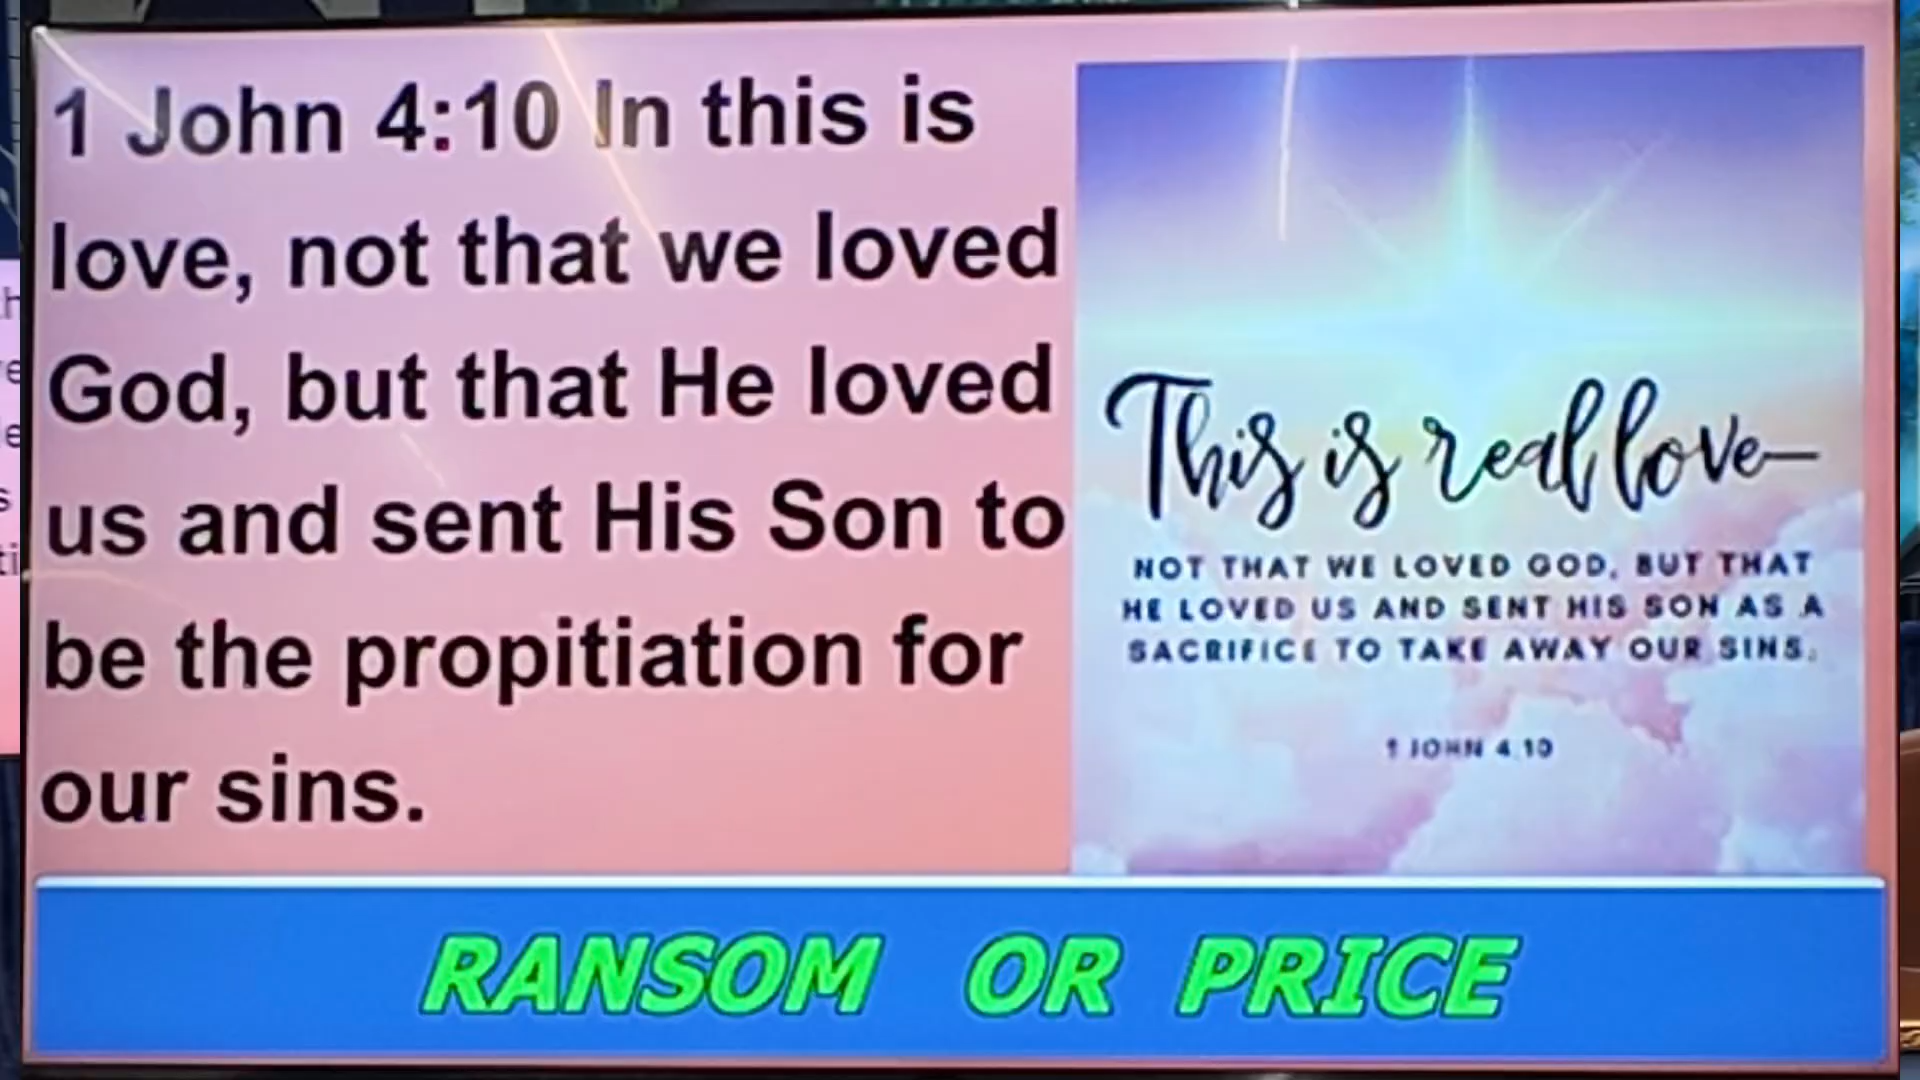 1 John 4:10 In this is
love, not that we loved
God, but that He loved
us and sent His Son to
be the propitiation for
our sins.
This is real love—
NOT THAT WE LOVED GOD, BUT THAT
HE LOVED US AND SENT HIS SON AS A
SACRIFICE TO TAKE AWAY OUR SINS.
1 JOHN 4:10
RANSOM OR PRICE